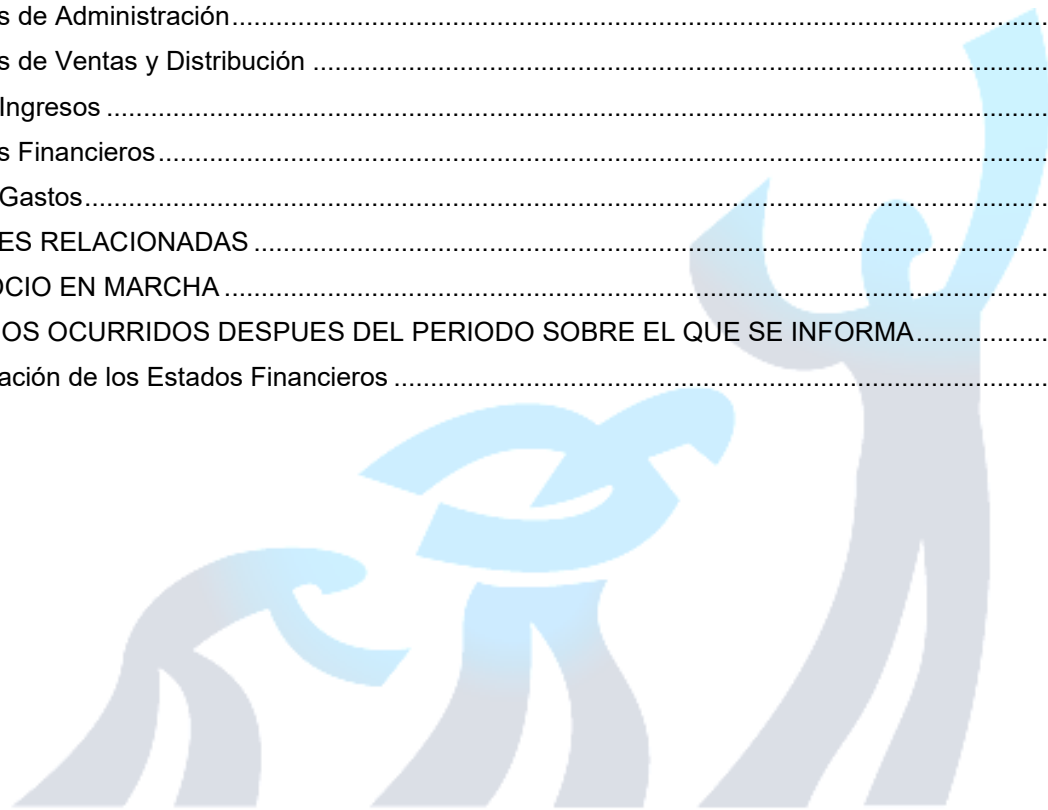 s de Administración
s de Ventas y Distribución
Ingresos
s Financieros
Gastos
ES RELACIONADAS
OCIO EN MARCHA
OS OCURRIDOS DESPUES DEL PERIODO SOBRE EL QUE SE INFORMA
ación de los Estados Financieros